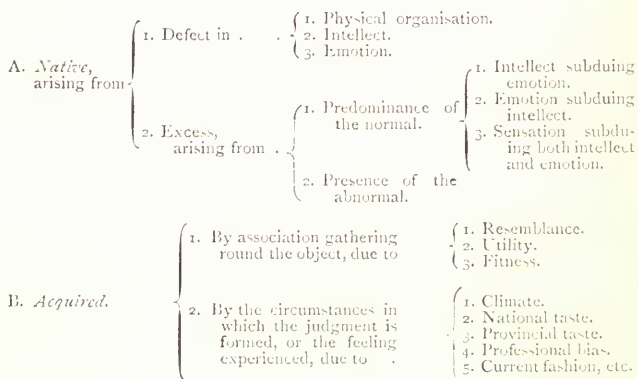 1. Defect in . .
1. Physical organisation.
2. Intellect.
3. Emotion.
A. Native,
arising from
2. Excess,
arising from .
1. Predominance of
the normal.
1. Intellect subduing
emotion.
2. Emotion subduing
intellect.
3. Sensation subdu-
ing both intellect
and emotion.
2. Presence of the
abnormal.
B. Acquired.
1. By association gathering
round the object, due to
1. Resemblance.
2. Utility.
3. Fitness.
2. By the circumstances in
which the judgment is
formed, or the feeling
experienced, due to .
1. Climate.
2. National taste.
3. Provincial taste.
4. Professional bias.
5. Current fashion, etc.